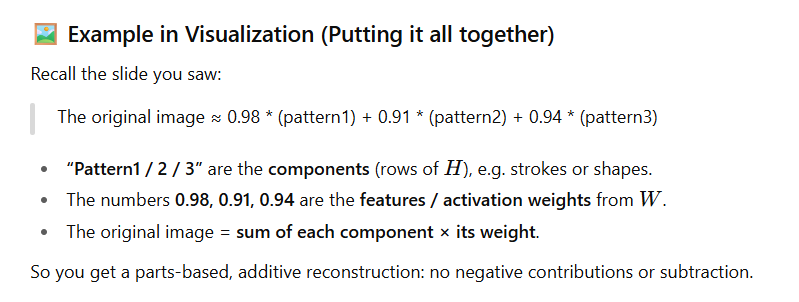 🖼️ Example in Visualization (Putting it all together)
Recall the slide you saw:
The original image ≈ 0.98 * (pattern1) + 0.91 * (pattern2) + 0.94 * (pattern3)
• “Pattern1 / 2 / 3” are the components (rows of H), e.g. strokes or shapes.
• The numbers 0.98, 0.91, 0.94 are the features / activation weights from W.
• The original image = sum of each component × its weight.
So you get a parts-based, additive reconstruction: no negative contributions or subtraction.